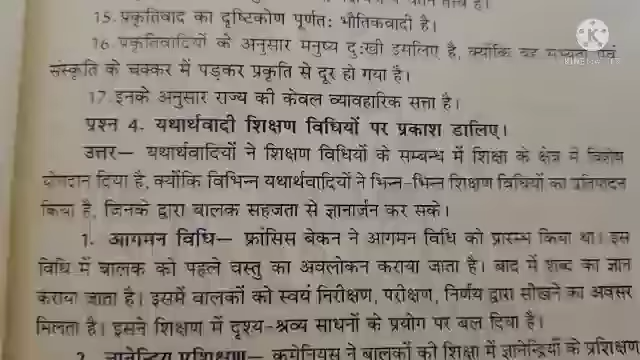 15. प्रकृतिवाद का दृष्टिकोण पूर्णतः भौतिकवादी है।
16. प्रकृतिवादियों के अनुसार मनुष्य दुःखी इसलिए है, क्योंकि वह सभ्यता एवं
संस्कृति के चक्कर में पड़कर प्रकृति से दूर हो गया है।
17. इनके अनुसार राज्य की केवल व्यावहारिक सत्ता है।
प्रश्न 4. यथार्थवादी शिक्षण विधियों पर प्रकाश डालिए।
उत्तर— यथार्थवादियों ने शिक्षण विधियों के सम्बन्ध में शिक्षा के क्षेत्र में विशेष
योगदान दिया है, क्योंकि विभिन्न यथार्थवादियों ने भिन्न-भिन्न शिक्षण विधियों का प्रतिपादन
किया है, जिनके द्वारा बालक सहजता से ज्ञानार्जन कर सके।
1. आगमन विधि— फ्रांसिस बेकन ने आगमन विधि को प्रारम्भ किया था। इस
विधि में बालक को पहले वस्तु का अवलोकन कराया जाता है। बाद में शब्द का ज्ञान
कराया जाता है। इसमें बालकों को स्वयं निरीक्षण, परीक्षण, निर्णय द्वारा सीखने का अवसर
मिलता है। इसने शिक्षण में दृश्य-श्रव्य साधनों के प्रयोग पर बल दिया है।
2. ज्ञानेन्द्रिय प्रशिक्षण— कमेनियस ने बालकों की शिक्षा में ज्ञानेन्द्रियों के प्रशिक्षण